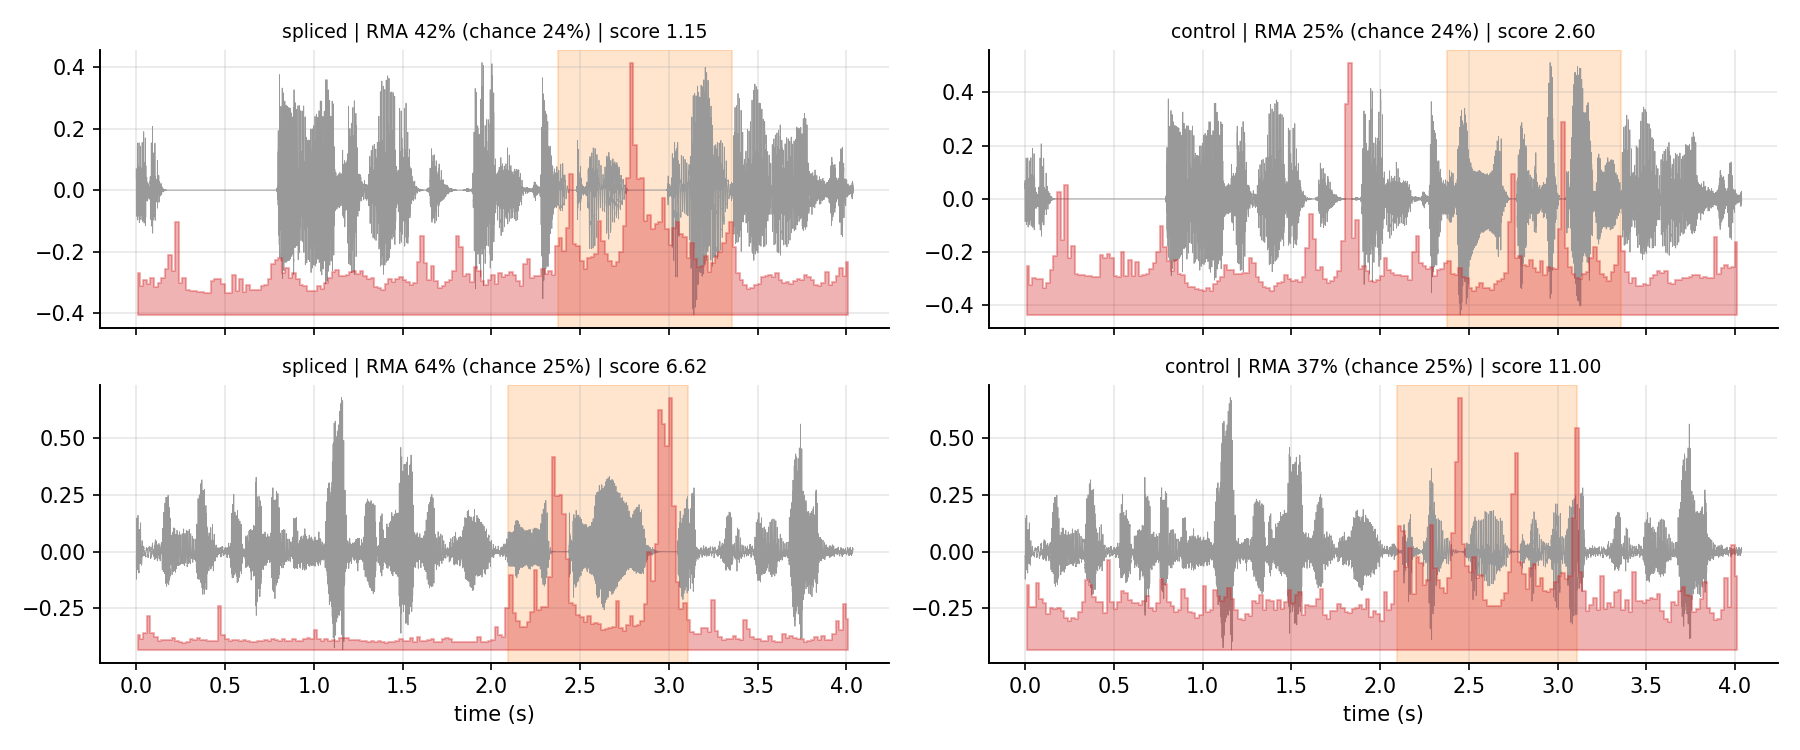 spliced | RMA 42% (chance 24%) | score 1.15
0.4
0.2
0.0
−0.2
−0.4
control | RMA 25% (chance 24%) | score 2.60
0.4
0.2
0.0
−0.2
−0.4
spliced | RMA 64% (chance 25%) | score 6.62
0.50
0.25
0.00
−0.25
0.0 0.5 1.0 1.5 2.0 2.5 3.0 3.5 4.0
time (s)
control | RMA 37% (chance 25%) | score 11.00
0.50
0.25
0.00
−0.25
0.0 0.5 1.0 1.5 2.0 2.5 3.0 3.5 4.0
time (s)